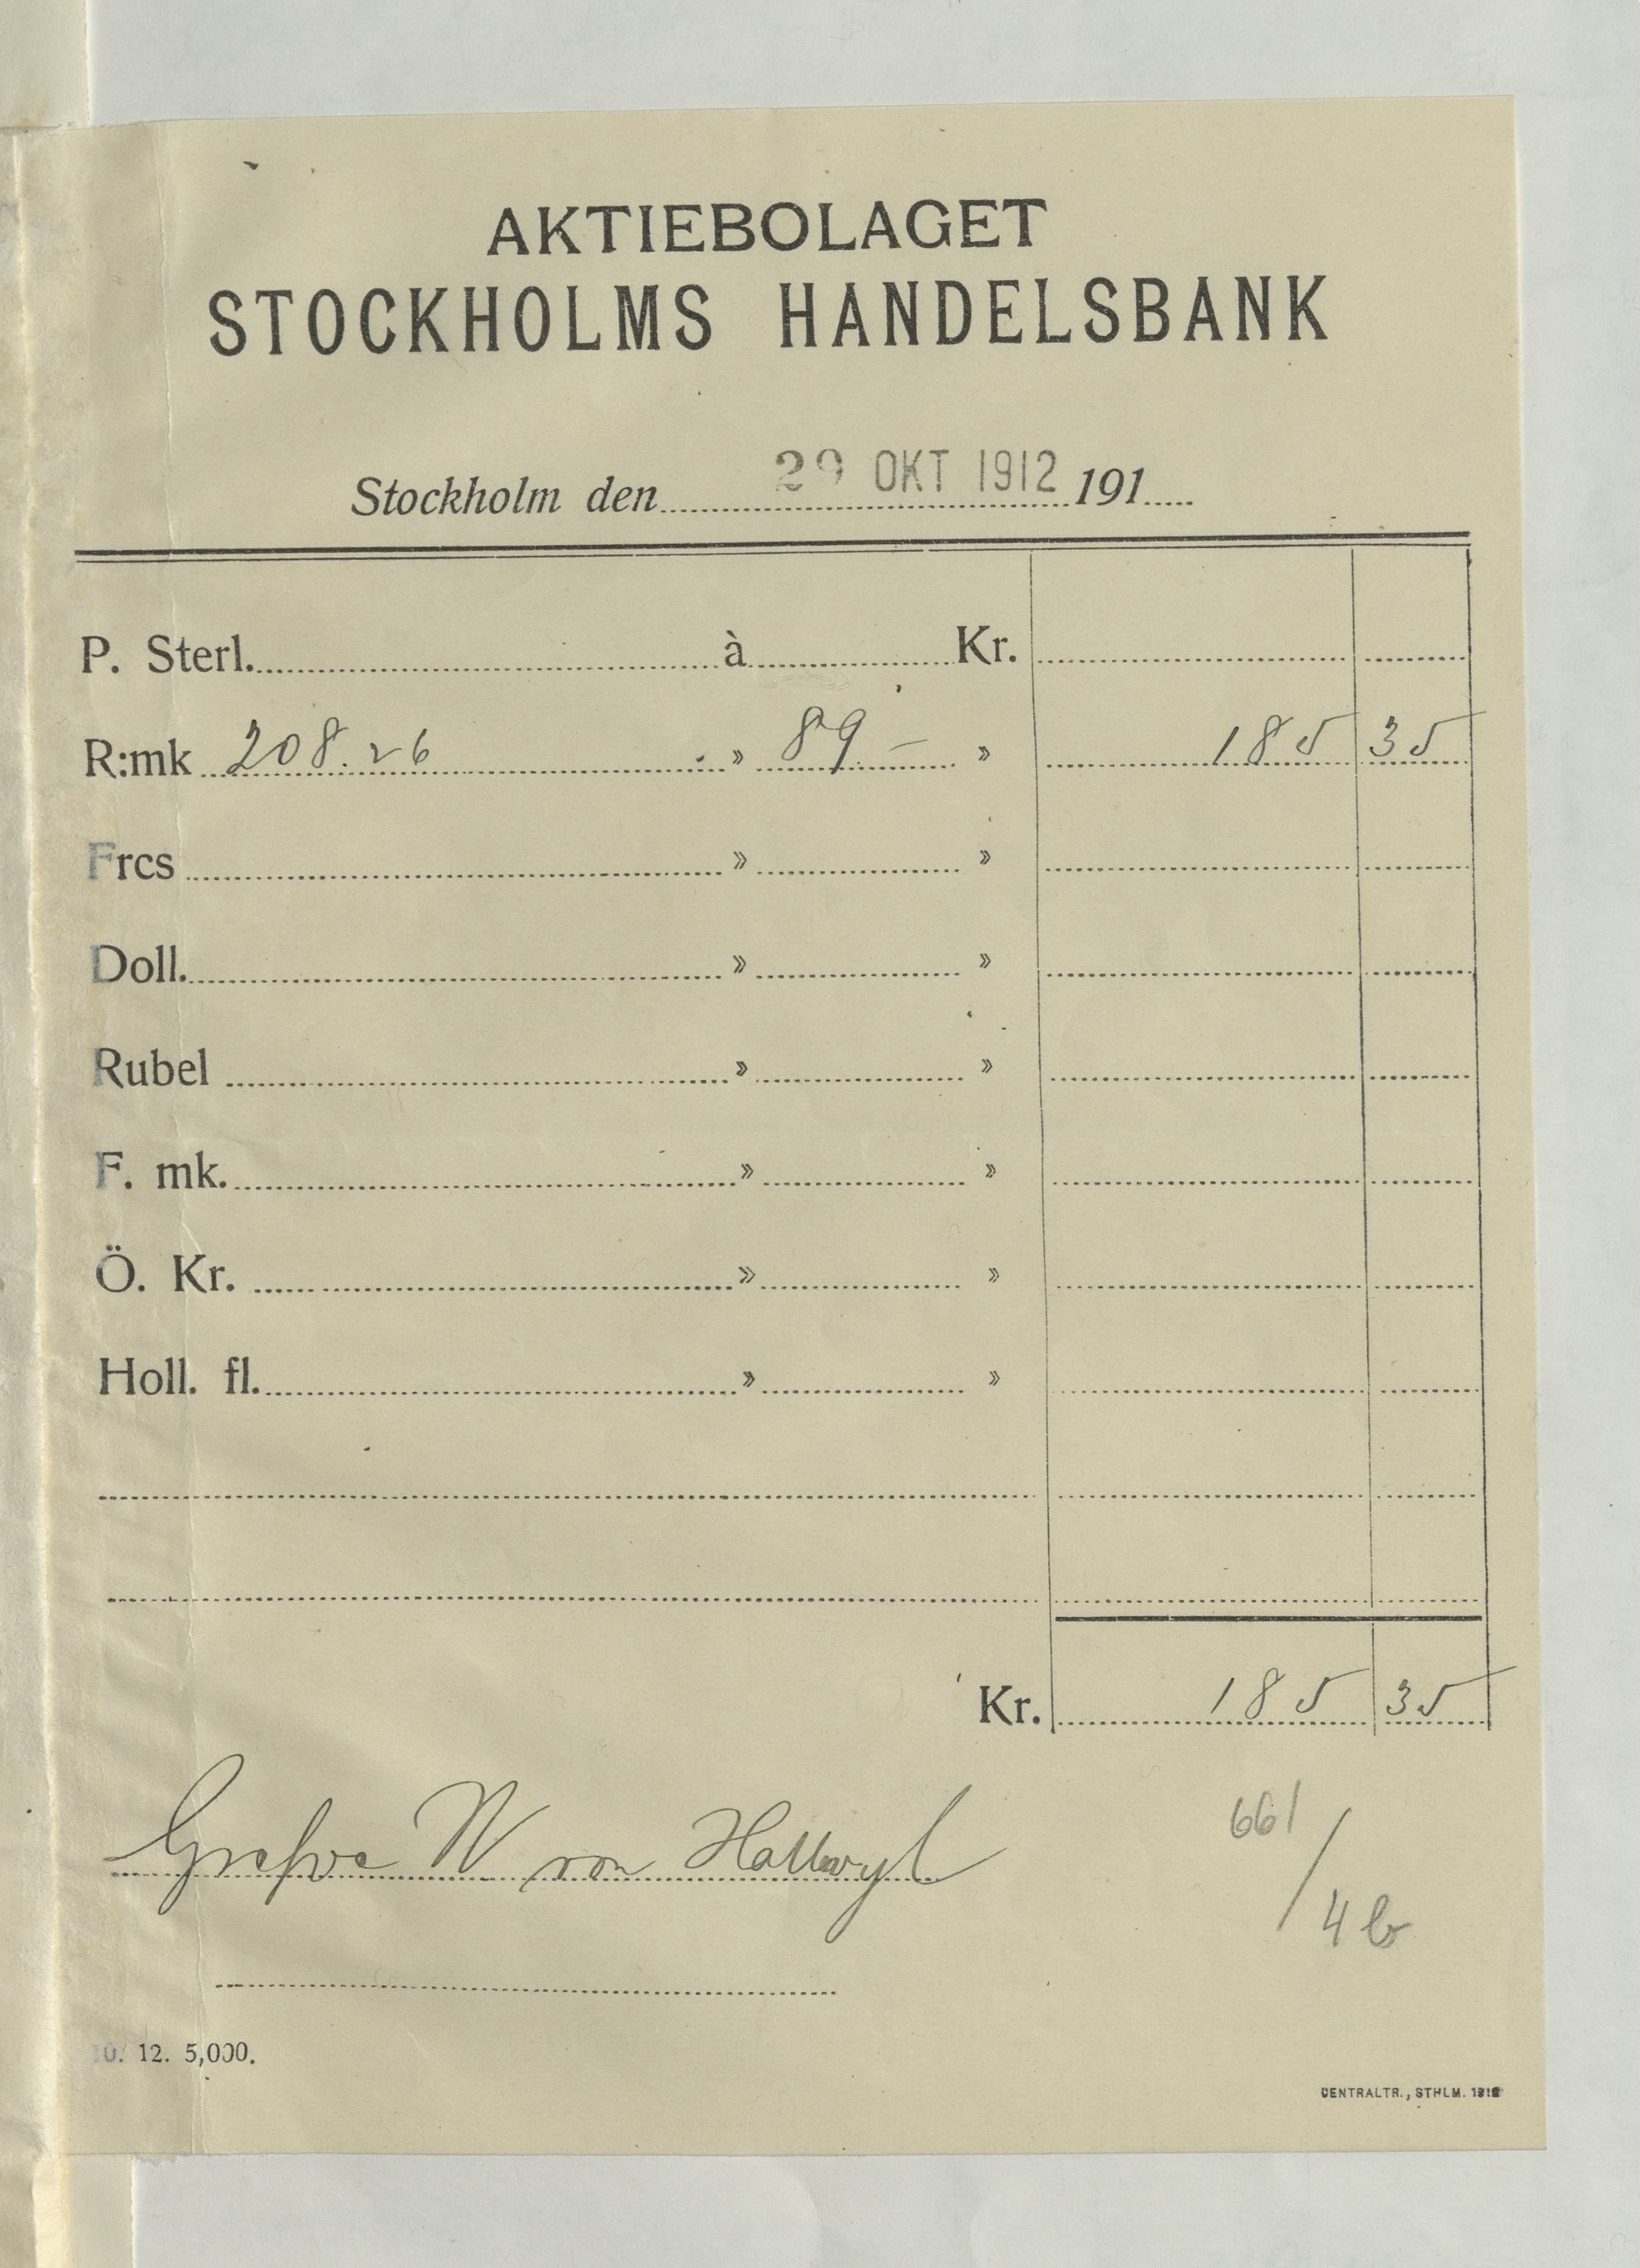 AKTIEBOLAGET
STOCKHOLMS HANDELSBANK
Stockholm den 29 OKT 1912 191
P. Sterl. à Kr.
R:mk 208.26 » 89 – » 185 35
Frcs » »
Doll. » »
Rubel » »
F. mk. » »
Ö. Kr. » »
Holl. fl. » »
Kr. 185 35
Grefve W von Hallwyl
661/4b
10. 12. 5,000.
CENTRALTR., STHLM. 1912